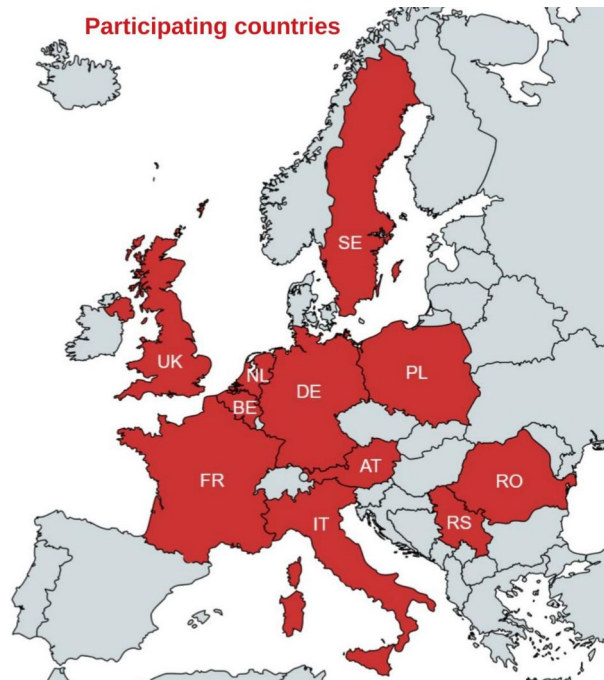 Participating countries
SE
UK
NL
BE
DE
PL
FR
AT
RO
IT
RS